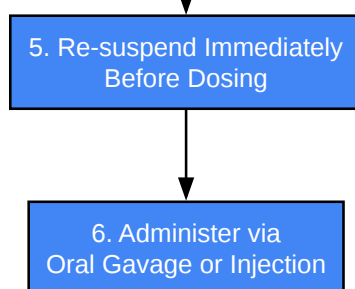 5. Re-suspend Immediately
Before Dosing
6. Administer via
Oral Gavage or Injection